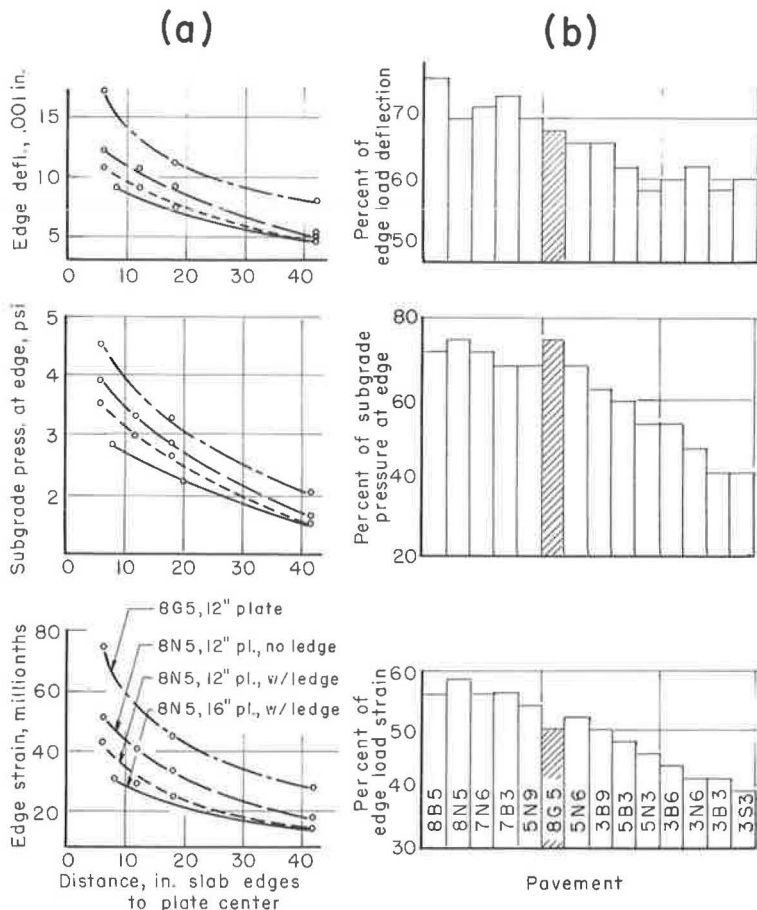 (a)
Edge defl., .001 in.
15
10
5
0 10 20 30 40
Subgrade press. at edge, psi
5
4
3
2
1
0 10 20 30 40
Edge strain, millionths
80
60
40
20
8G5, 12" plate
8N5, 12" pl., no ledge
8N5, 12" pl., w/ledge
8N5, 16" pl., w/ledge
0 10 20 30 40
Distance, in. slab edges
to plate center
(b)
Percent of
edge load deflection
70
60
50
Percent of subgrade
pressure at edge
80
60
40
20
Per cent of
edge load strain
60
50
40
30
8B5
8N5
7N6
7B3
5N9
8G5
5N6
3B9
5B3
5N3
3B6
3N6
3B3
3S3
Pavement